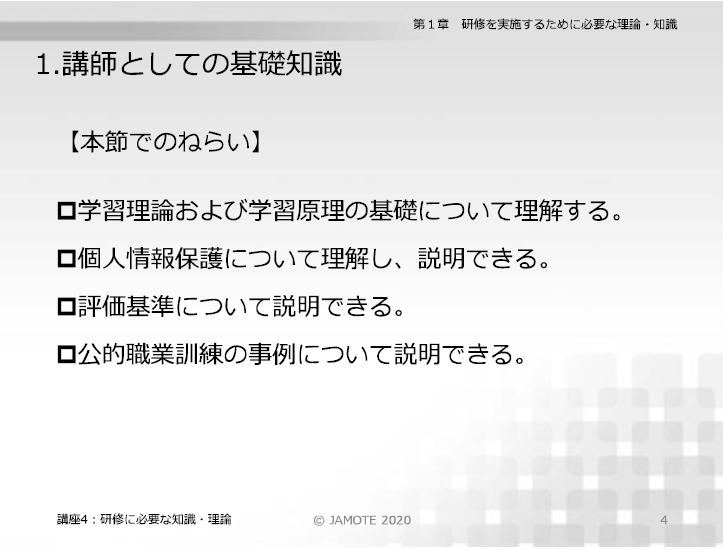 第１章　研修を実施するために必要な理論・知識
1.講師としての基礎知識
【本節でのねらい】
学習理論および学習原理の基礎について理解する。
個人情報保護について理解し、説明できる。
評価基準について説明できる。
公的職業訓練の事例について説明できる。
講座4：研修に必要な知識・理論
© JAMOTE 2020
4